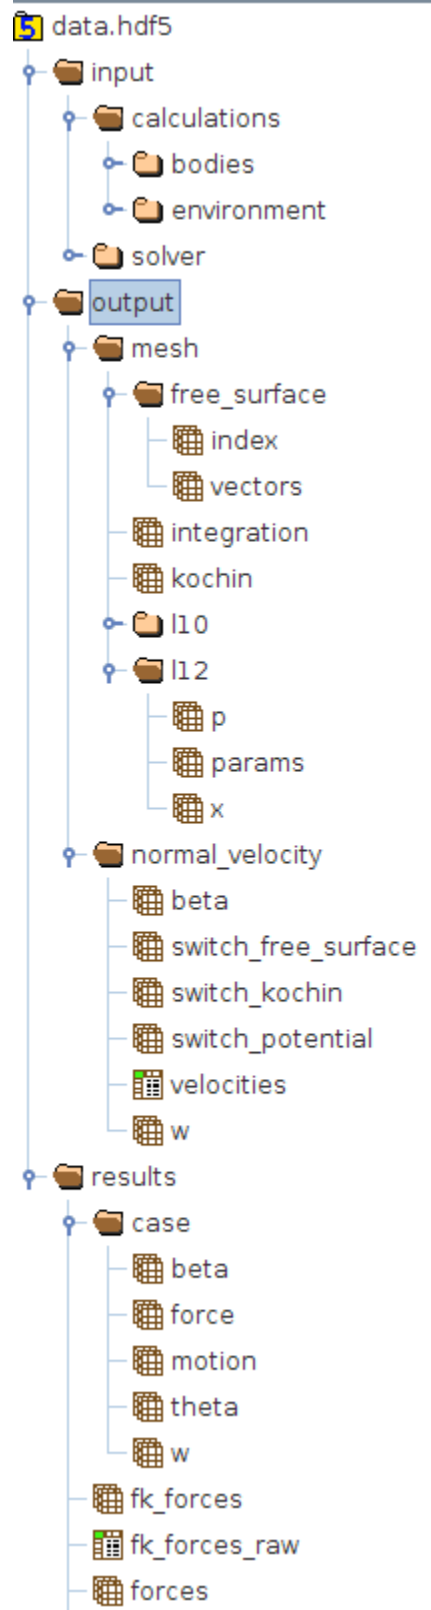 data.hdf5
input
calculations
bodies
environment
solver
output
mesh
free_surface
index
vectors
integration
kochin
l10
l12
p
params
x
normal_velocity
beta
switch_free_surface
switch_kochin
switch_potential
velocities
w
results
case
beta
force
motion
theta
w
fk_forces
fk_forces_raw
forces